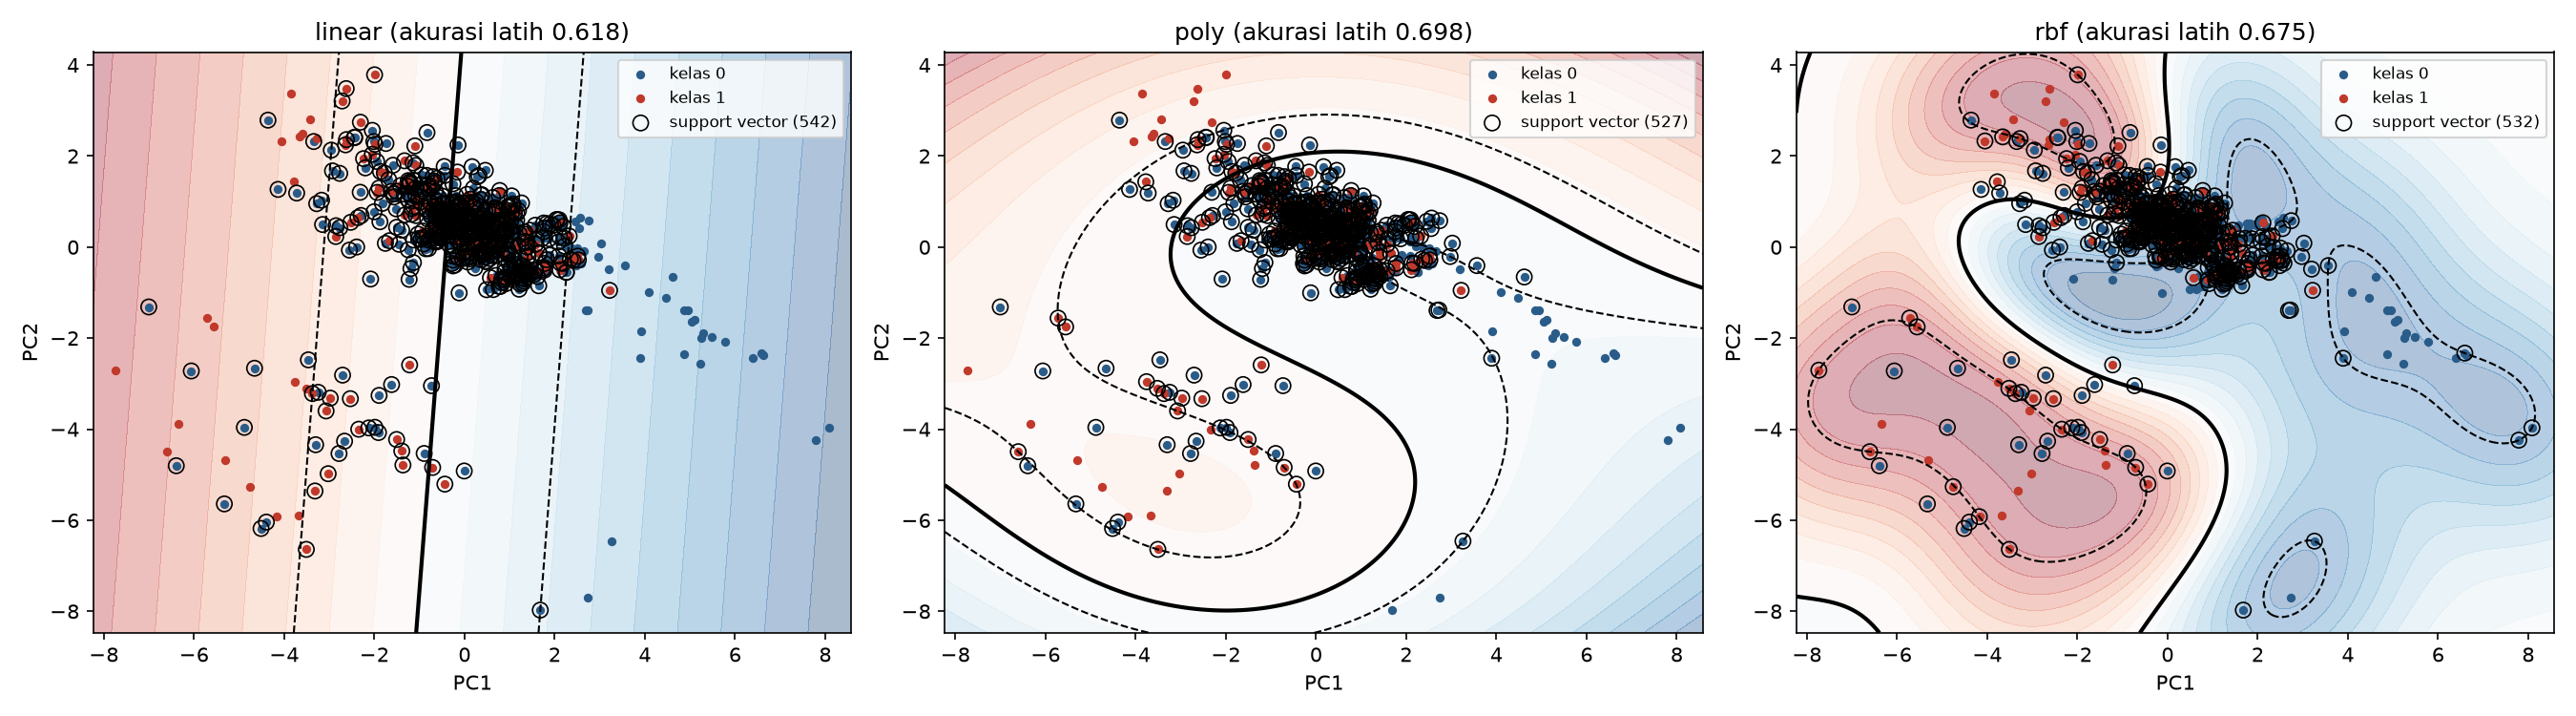 linear (akurasi latih 0.618)
kelas 0
kelas 1
support vector (542)
4
2
0
−2
−4
−6
−8
PC2
−8 −6 −4 −2 0 2 4 6 8
PC1
poly (akurasi latih 0.698)
kelas 0
kelas 1
support vector (527)
4
2
0
−2
−4
−6
−8
PC2
−8 −6 −4 −2 0 2 4 6 8
PC1
rbf (akurasi latih 0.675)
kelas 0
kelas 1
support vector (532)
4
2
0
−2
−4
−6
−8
PC2
−8 −6 −4 −2 0 2 4 6 8
PC1